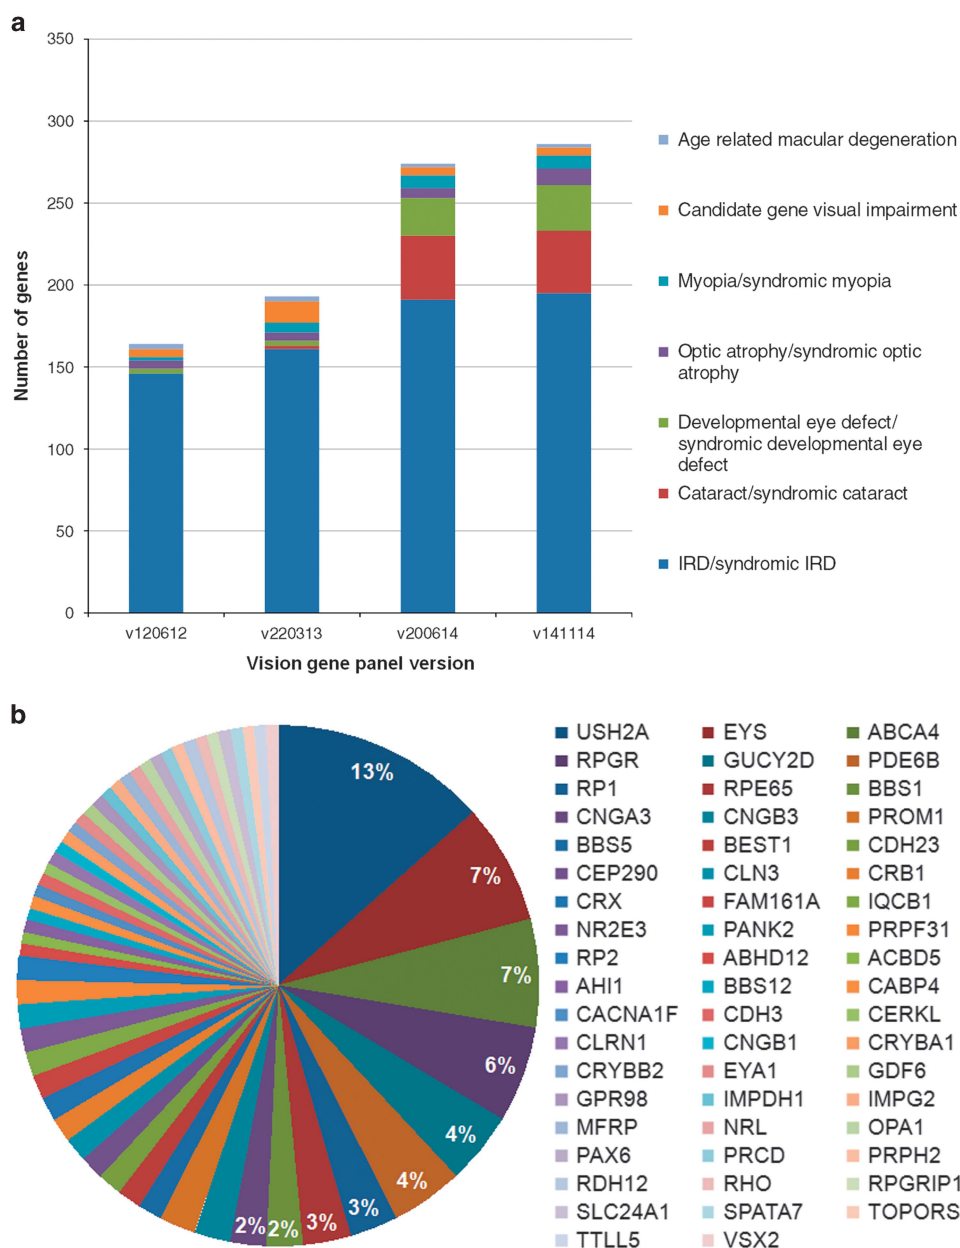 a
350
300
250
200
150
100
50
0
Number of genes
v120612 v220313 v200614 v141114
Vision gene panel version
Age related macular degeneration
Candidate gene visual impairment
Myopia/syndromic myopia
Optic atrophy/syndromic optic
atrophy
Developmental eye defect/
syndromic developmental eye
defect
Cataract/syndromic cataract
IRD/syndromic IRD
b
13%
7%
7%
6%
4%
4%
3%
3%
2%
2%
USH2A EYS ABCA4
RPGR GUCY2D PDE6B
RP1 RPE65 BBS1
CNGA3 CNGB3 PROM1
BBS5 BEST1 CDH23
CEP290 CLN3 CRB1
CRX FAM161A IQCB1
NR2E3 PANK2 PRPF31
RP2 ABHD12 ACBD5
AHI1 BBS12 CABP4
CACNA1F CDH3 CERKL
CLRN1 CNGB1 CRYBA1
CRYBB2 EYA1 GDF6
GPR98 IMPDH1 IMPG2
MFRP NRL OPA1
PAX6 PRCD PRPH2
RDH12 RHO RPGRIP1
SLC24A1 SPATA7 TOPORS
TTLL5 VSX2